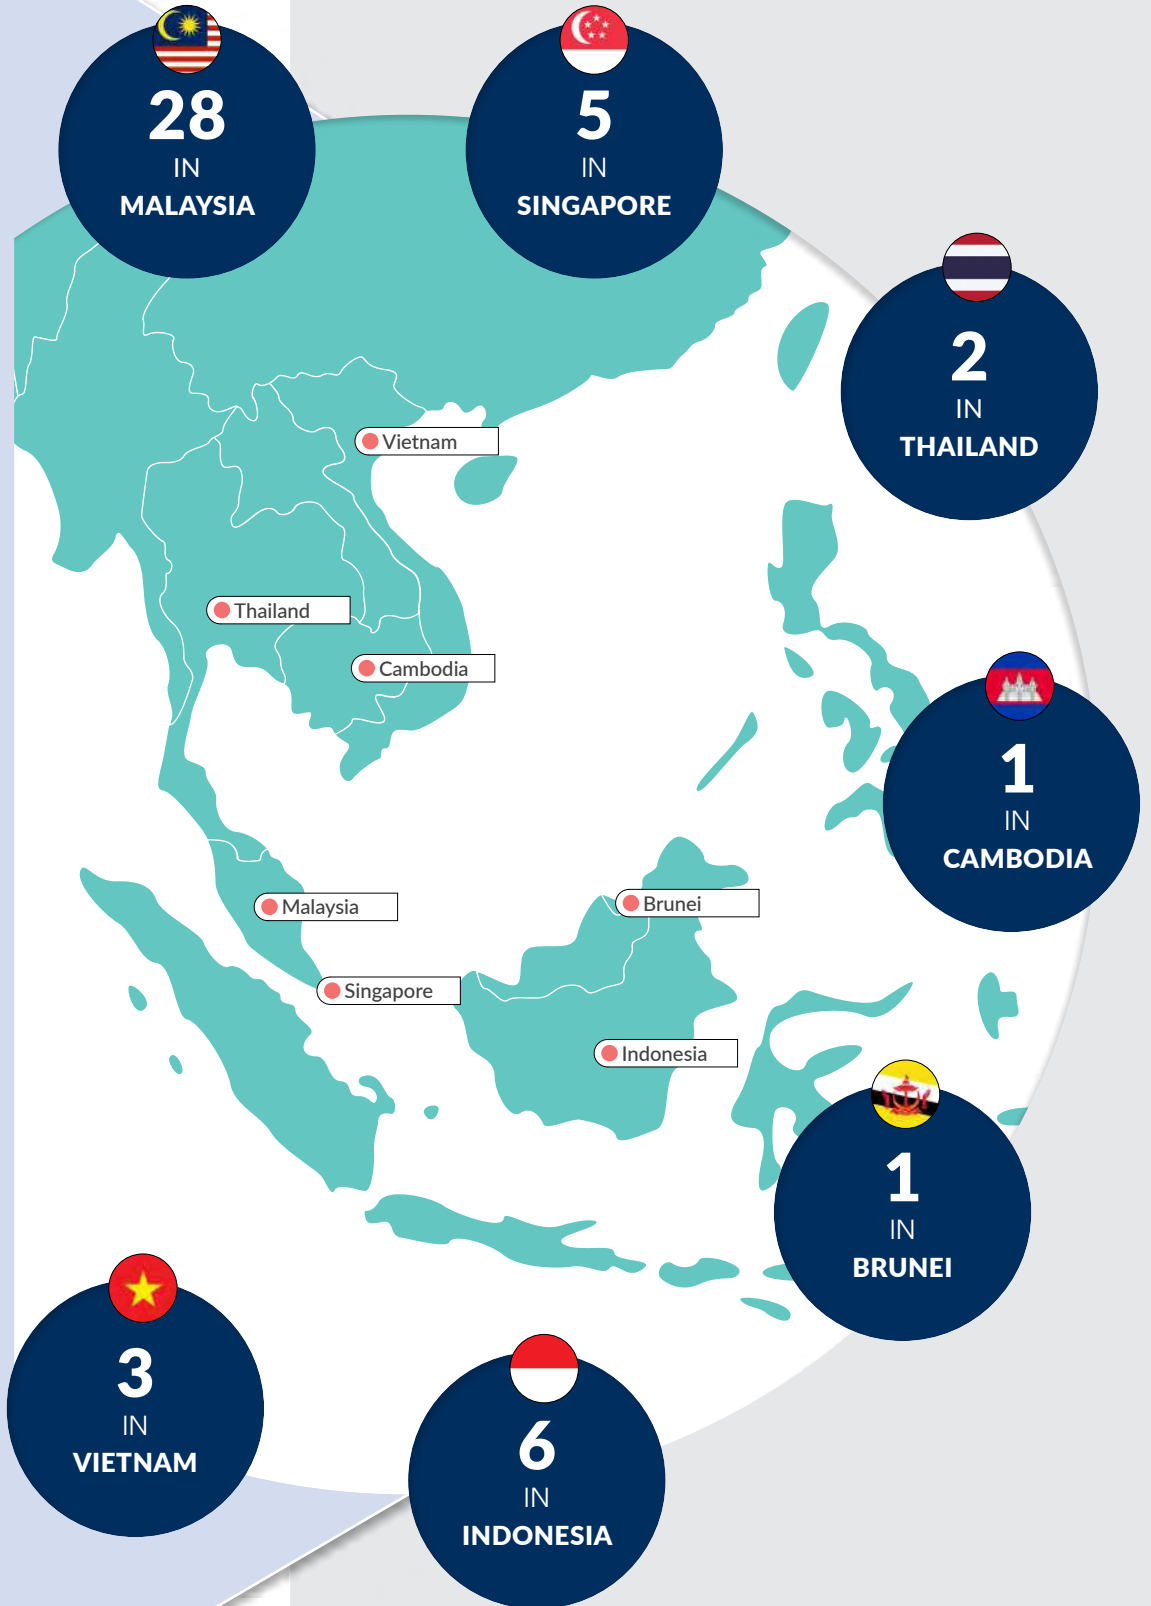 28
IN
MALAYSIA
5
IN
SINGAPORE
2
IN
THAILAND
Vietnam
Thailand
Cambodia
1
IN
CAMBODIA
Malaysia
Brunei
Singapore
Indonesia
1
IN
BRUNEI
3
IN
VIETNAM
6
IN
INDONESIA